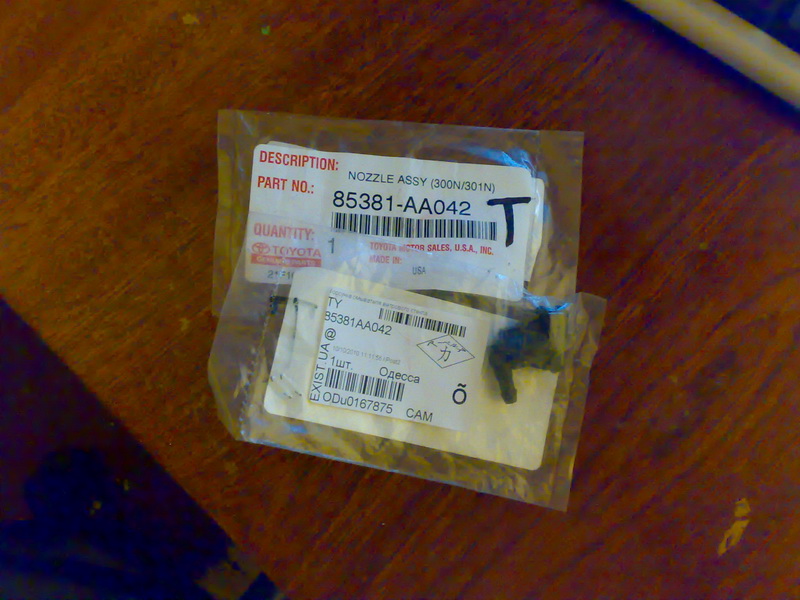 DESCRIPTION:
NOZZLE ASSY (300N/301N)
PART NO.:
85381-AA042
T
QUANTITY:
1
TOYOTA MOTOR SALES, U.S.A., INC.
MADE IN:
USA
TOYOTA
TY
85381AA042
EXIST.UA @
1шт.
Одесса
ODu0167875
CAM
Õ